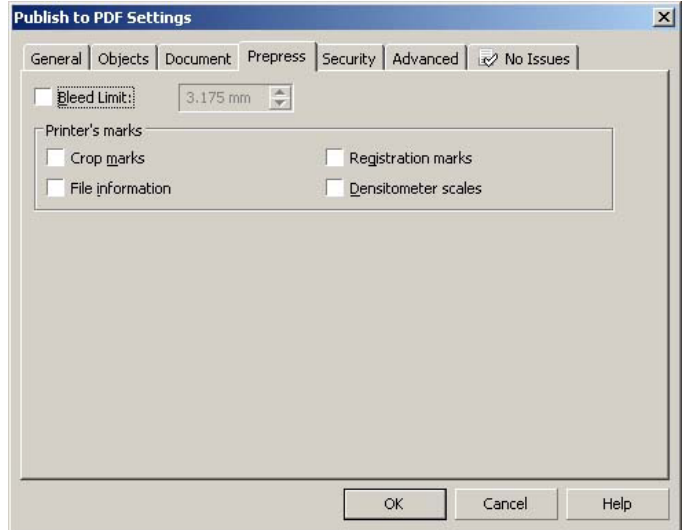 Publish to PDF Settings
General Objects Document Prepress Security Advanced No Issues
Bleed Limit: 3.175 mm
Printer's marks
Crop marks Registration marks
File information Densitometer scales
OK Cancel Help